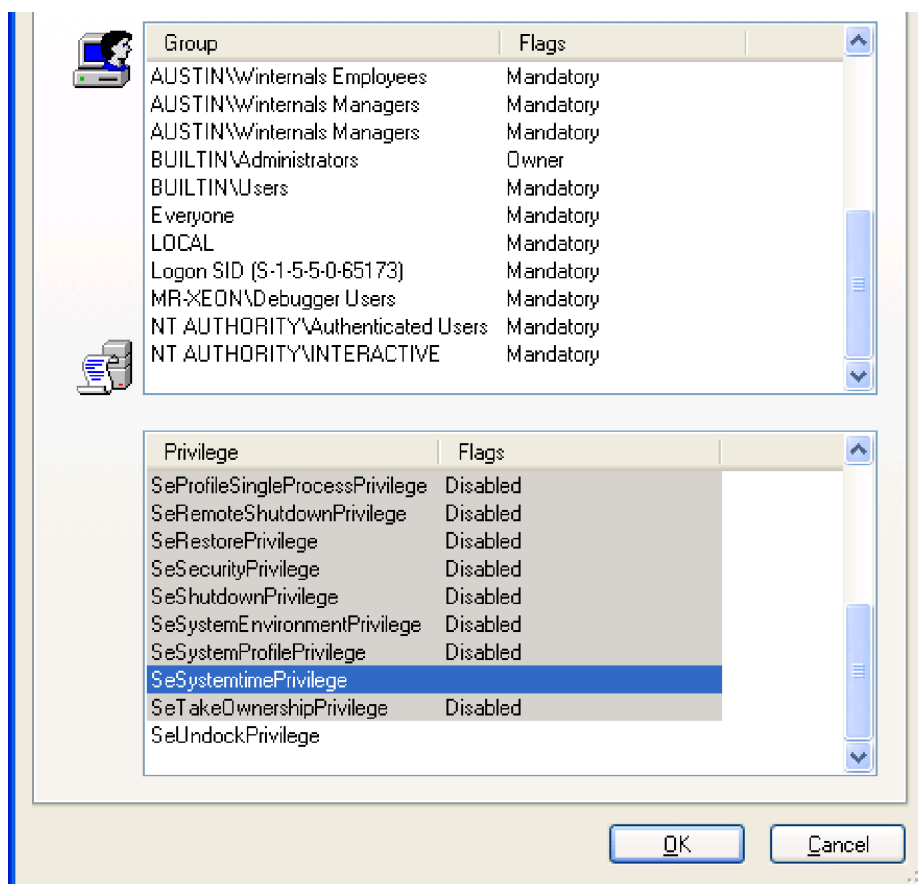 Group Flags
AUSTIN\Winternals Employees Mandatory
AUSTIN\Winternals Managers Mandatory
AUSTIN\Winternals Managers Mandatory
BUILTIN\Administrators Owner
BUILTIN\Users Mandatory
Everyone Mandatory
LOCAL Mandatory
Logon SID (S-1-5-5-0-65173) Mandatory
MR-XEON\Debugger Users Mandatory
NT AUTHORITY\Authenticated Users Mandatory
NT AUTHORITY\INTERACTIVE Mandatory
Privilege Flags
SeProfileSingleProcessPrivilege Disabled
SeRemoteShutdownPrivilege Disabled
SeRestorePrivilege Disabled
SeSecurityPrivilege Disabled
SeShutdownPrivilege Disabled
SeSystemEnvironmentPrivilege Disabled
SeSystemProfilePrivilege Disabled
SeSystemtimePrivilege
SeTakeOwnershipPrivilege Disabled
SeUndockPrivilege
OK Cancel